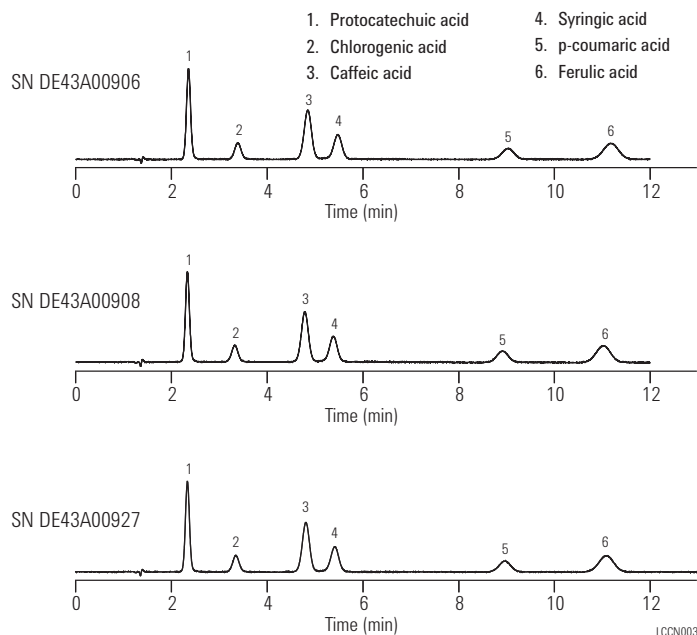 1. Protocatechuic acid
2. Chlorogenic acid
3. Caffeic acid
4. Syringic acid
5. p-coumaric acid
6. Ferulic acid
SN DE43A00906
1 2 3 4 5 6
0 2 4 6 8 10 12
Time (min)
SN DE43A00908
1 2 3 4 5 6
0 2 4 6 8 10 12
Time (min)
SN DE43A00927
1 2 3 4 5 6
0 2 4 6 8 10 12
Time (min)
LCCN003